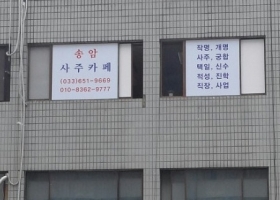 송암
사주카페
(033)651-9669
010-8362-9777
작명, 개명
사주, 궁합
택일, 신수
적성, 진학
직장, 사업